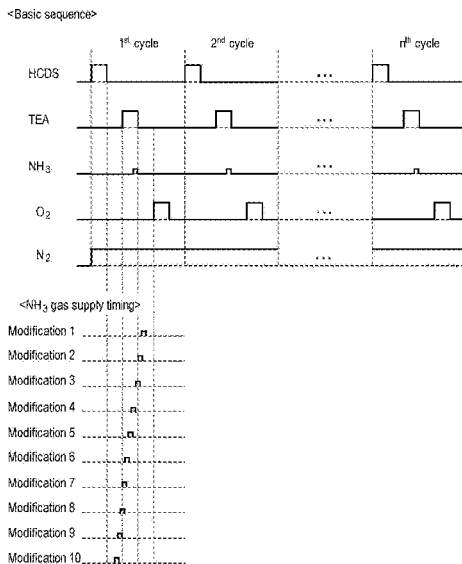 <Basic sequence>
1st cycle 2nd cycle nth cycle
HCDS
TEA
NH3
O2
N2
<NH3 gas supply timing>
Modification 1
Modification 2
Modification 3
Modification 4
Modification 5
Modification 6
Modification 7
Modification 8
Modification 9
Modification 10